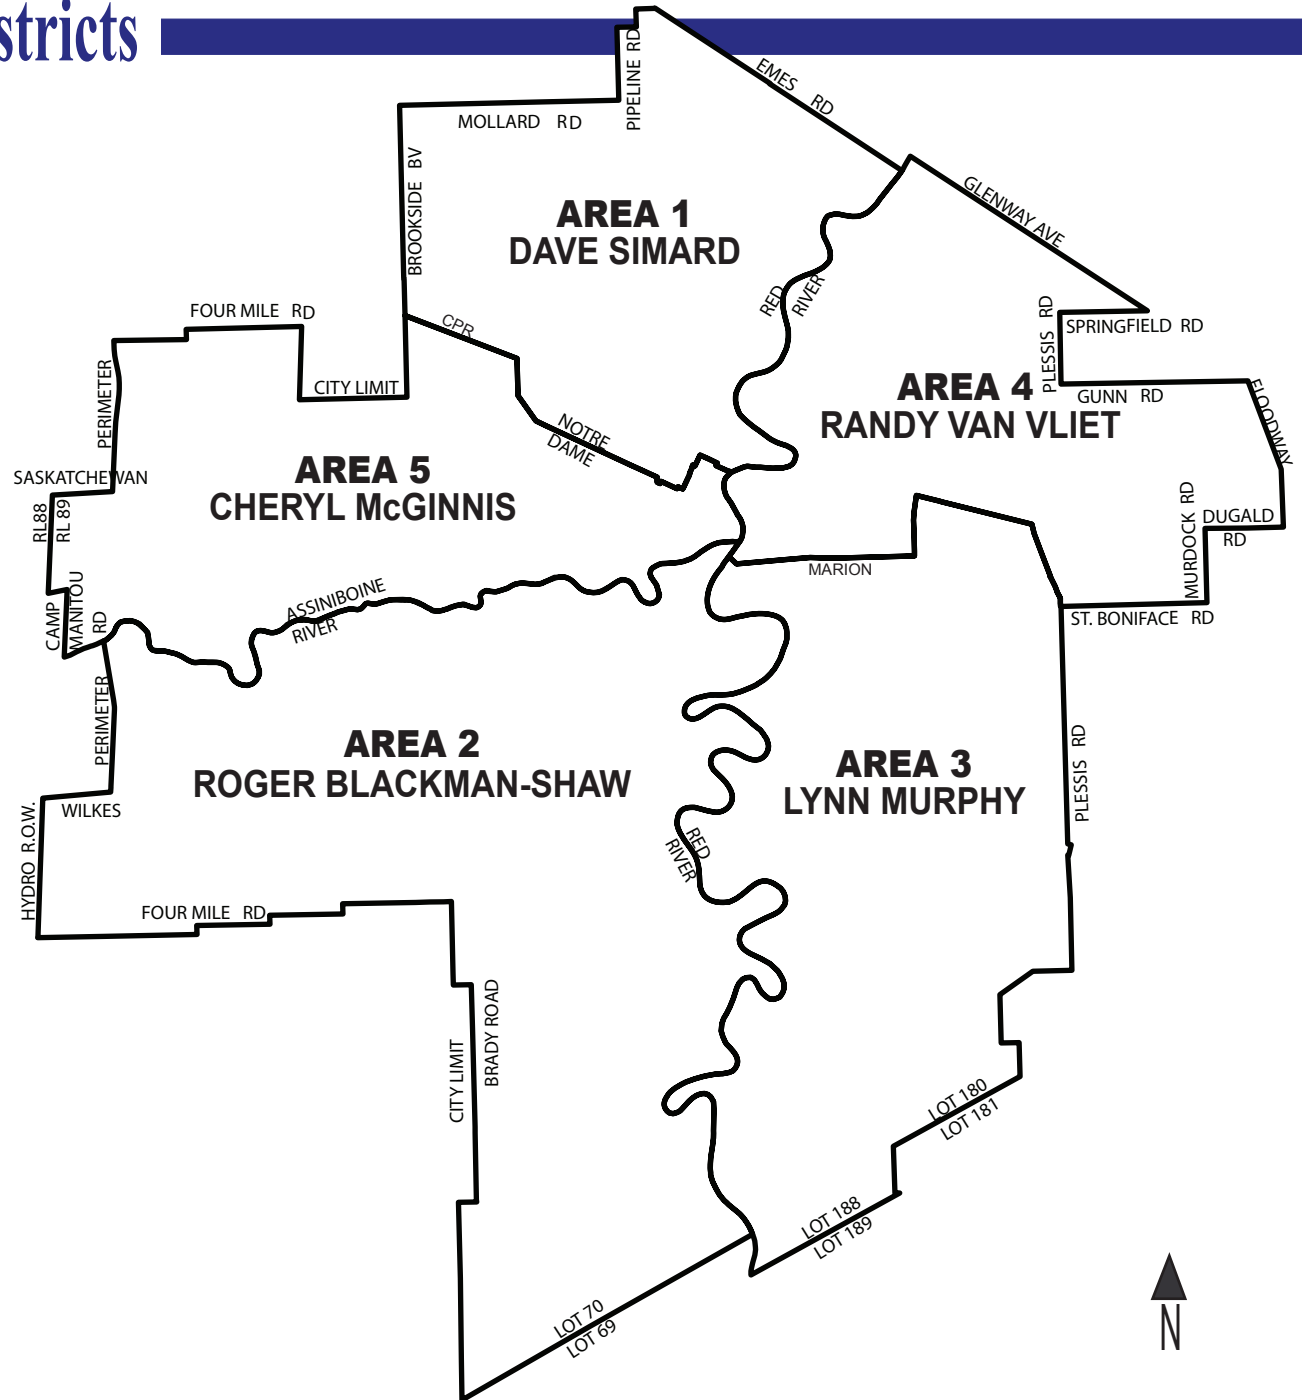 stricts
PIPELINE RD
EMES RD
MOLLARD RD
BROOKSIDE BV
GLENWAY AVE
AREA 1
DAVE SIMARD
RED
RIVER
FOUR MILE RD
CPR
PLESSIS RD
SPRINGFIELD RD
PERIMETER
CITY LIMIT
AREA 4
RANDY VAN VLIET
GUNN RD
FLOODWAY
NOTRE
DAME
SASKATCHEWAN
AREA 5
CHERYL McGINNIS
RL88
RL 89
MURDOCK RD
DUGALD
RD
MARION
CAMP
MANITOU
RD
ASSINIBOINE
RIVER
ST. BONIFACE RD
PERIMETER
AREA 2
ROGER BLACKMAN-SHAW
AREA 3
LYNN MURPHY
PLESSIS RD
WILKES
HYDRO R.O.W.
RED
RIVER
FOUR MILE RD
CITY LIMIT
BRADY ROAD
LOT 180
LOT 181
LOT 188
LOT 189
LOT 70
LOT 69
N